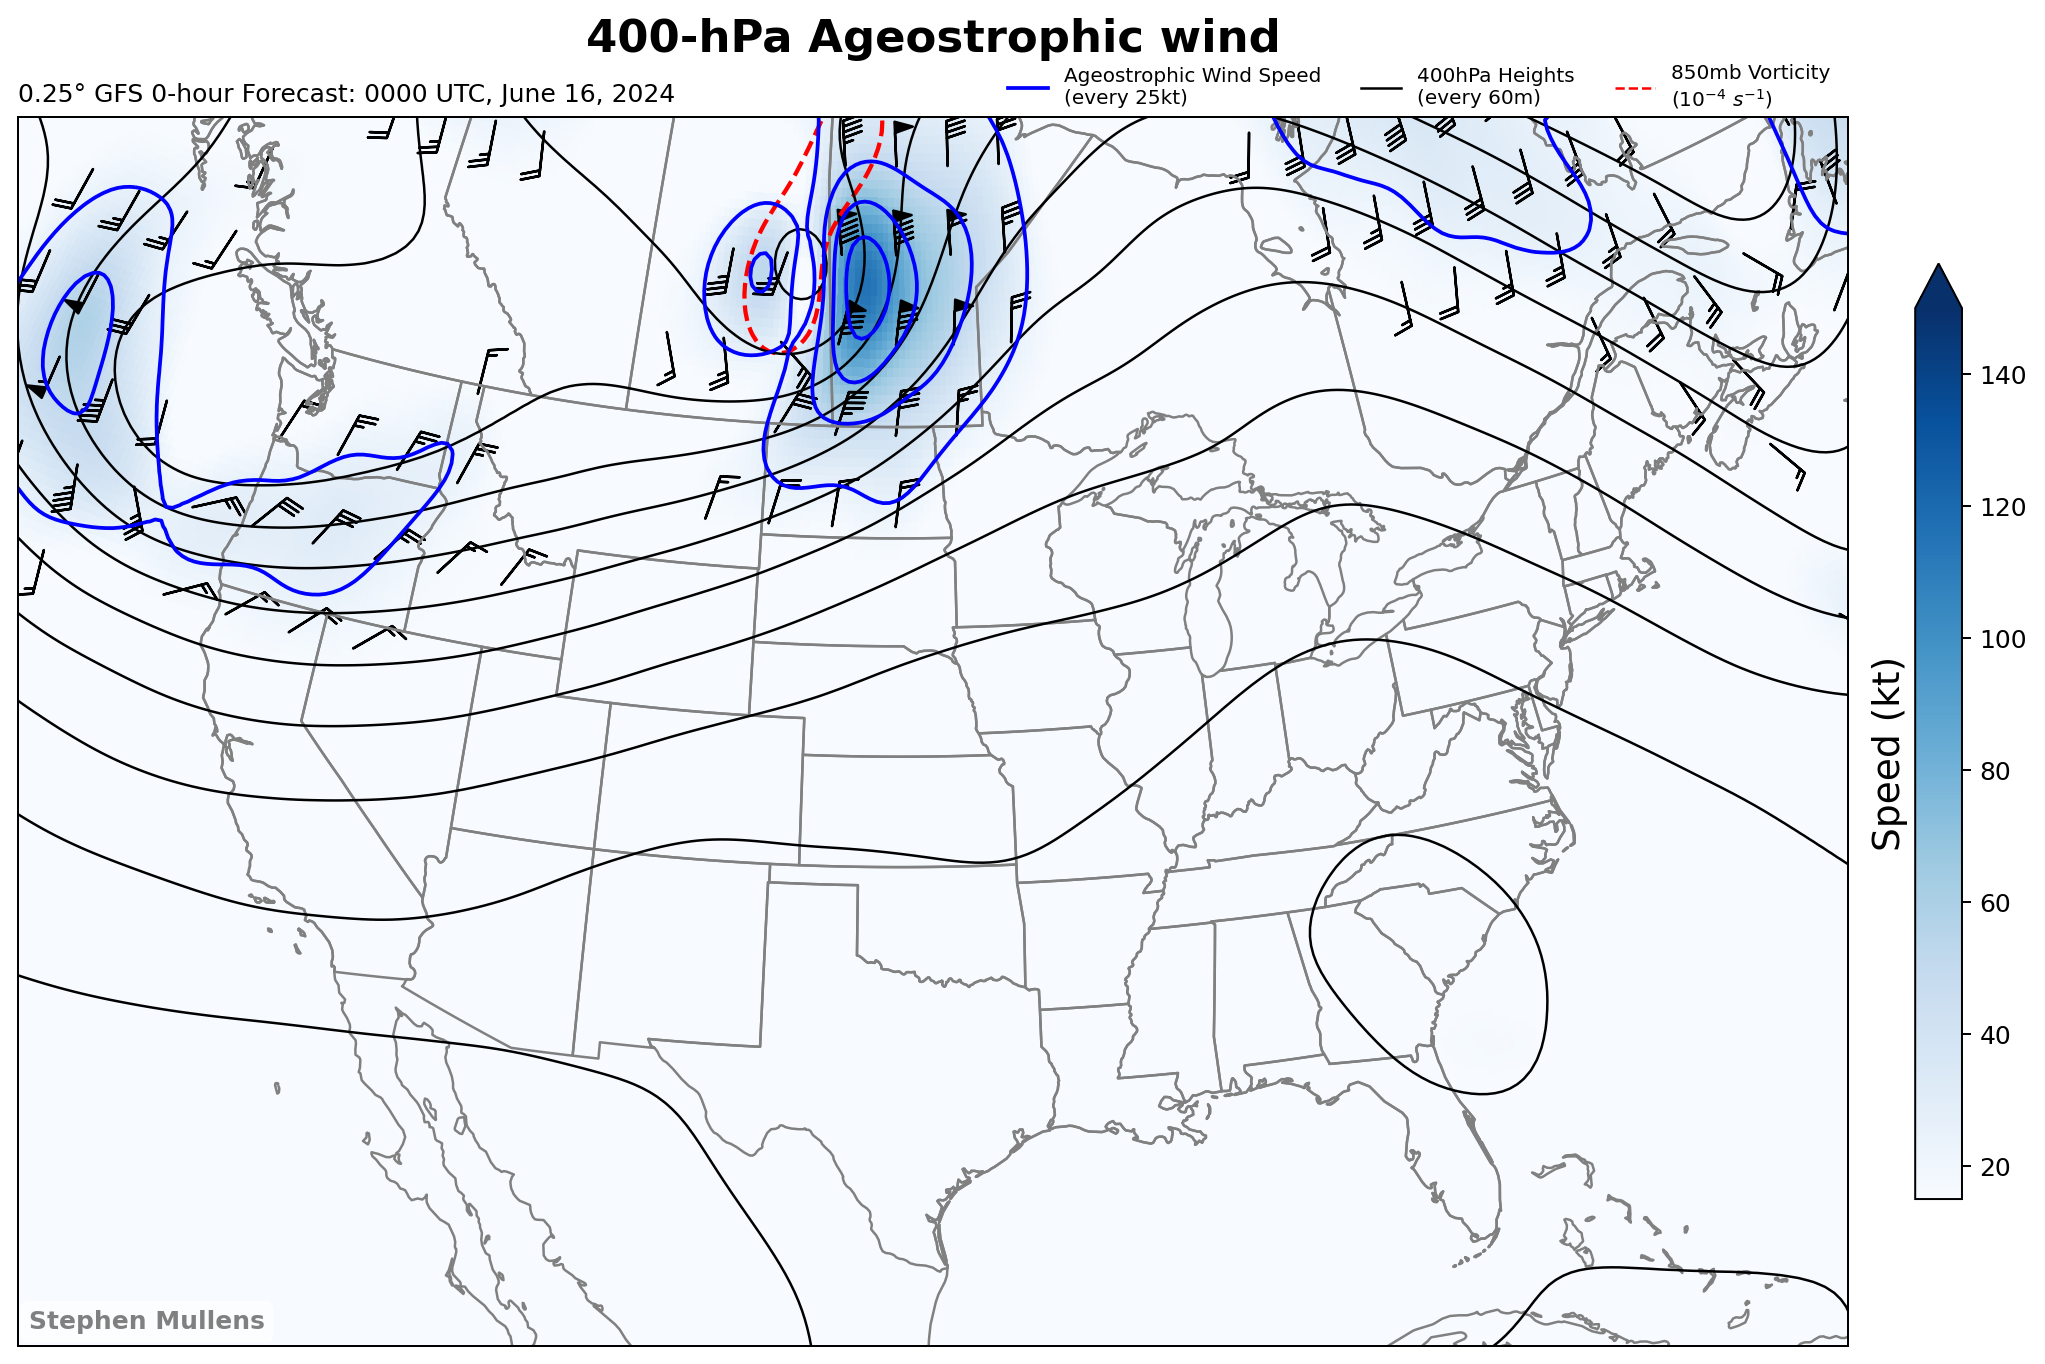 400-hPa Ageostrophic wind
0.25° GFS 0-hour Forecast: 0000 UTC, June 16, 2024
Ageostrophic Wind Speed
(every 25kt)
400hPa Heights
(every 60m)
850mb Vorticity
(10⁻⁴ s⁻¹)
140
120
100
80
60
40
20
Speed (kt)
Stephen Mullens